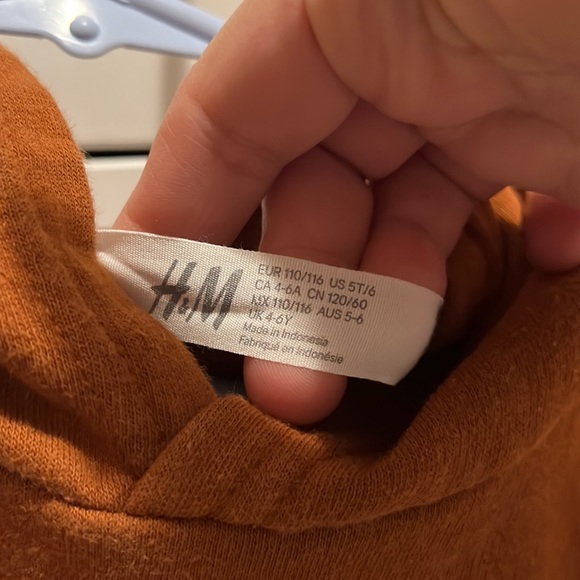 H&M
EUR 110/116 US 5T/6
CA 4-6A CN 120/60
MX 110/116 AUS 5-6
UK 4-6Y
Made in Indonesia
Fabriqué en Indonésie